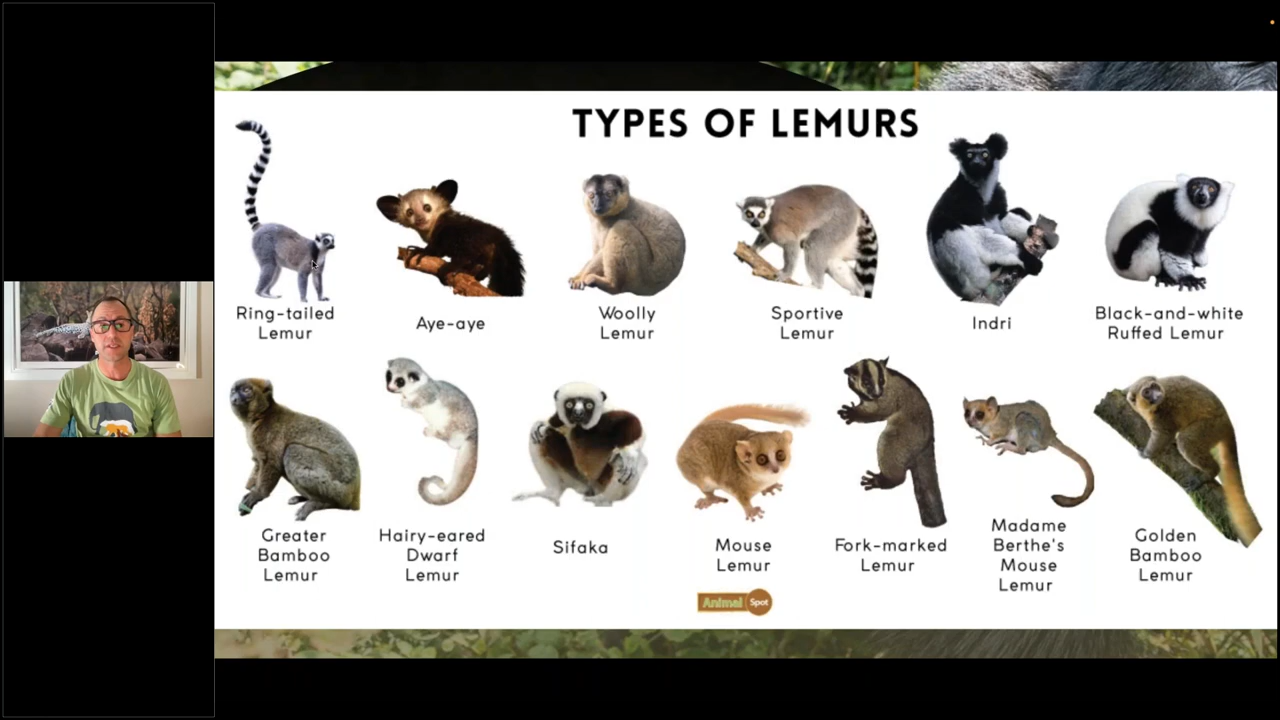 TYPES OF LEMURS
Ring-tailed
Lemur
Aye-aye
Woolly
Lemur
Sportive
Lemur
Indri
Black-and-white
Ruffed Lemur
Greater
Bamboo
Lemur
Hairy-eared
Dwarf
Lemur
Sifaka
Mouse
Lemur
Fork-marked
Lemur
Madame
Berthe's
Mouse
Lemur
Golden
Bamboo
Lemur
Animal Spot